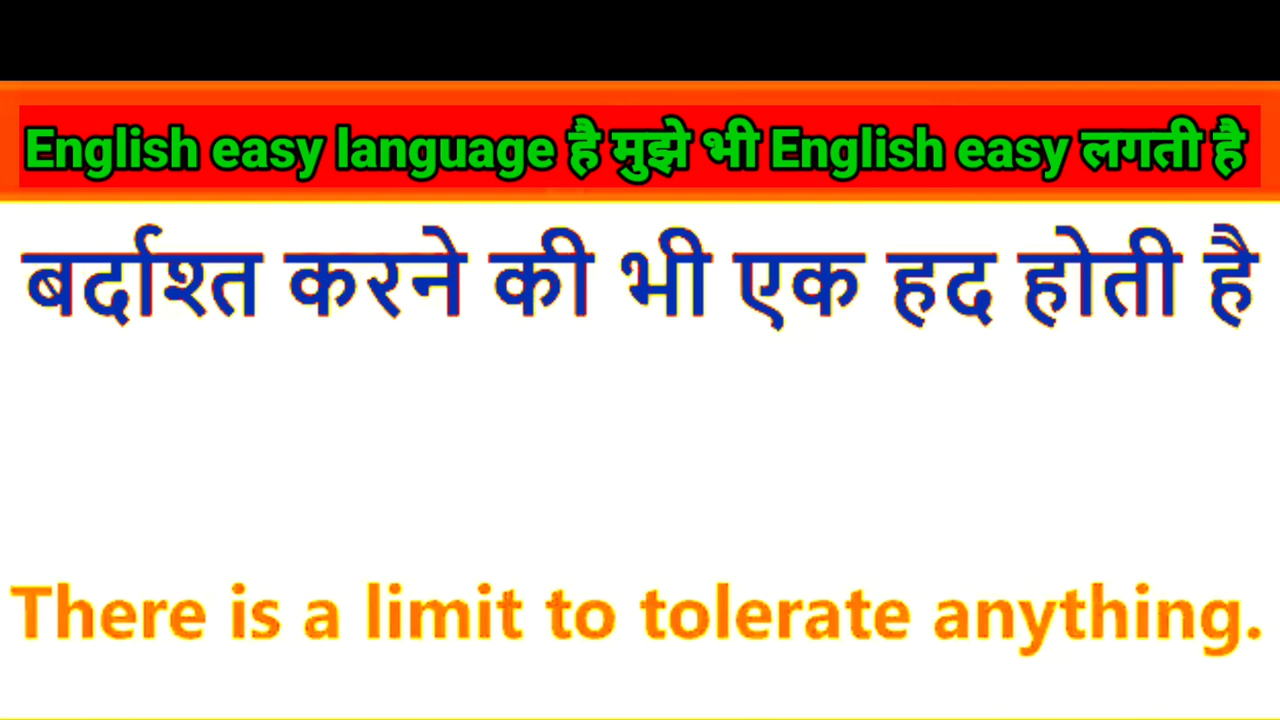 English easy language है मुझे भी English easy लगती है
बर्दाश्त करने की भी एक हद होती है
There is a limit to tolerate anything.